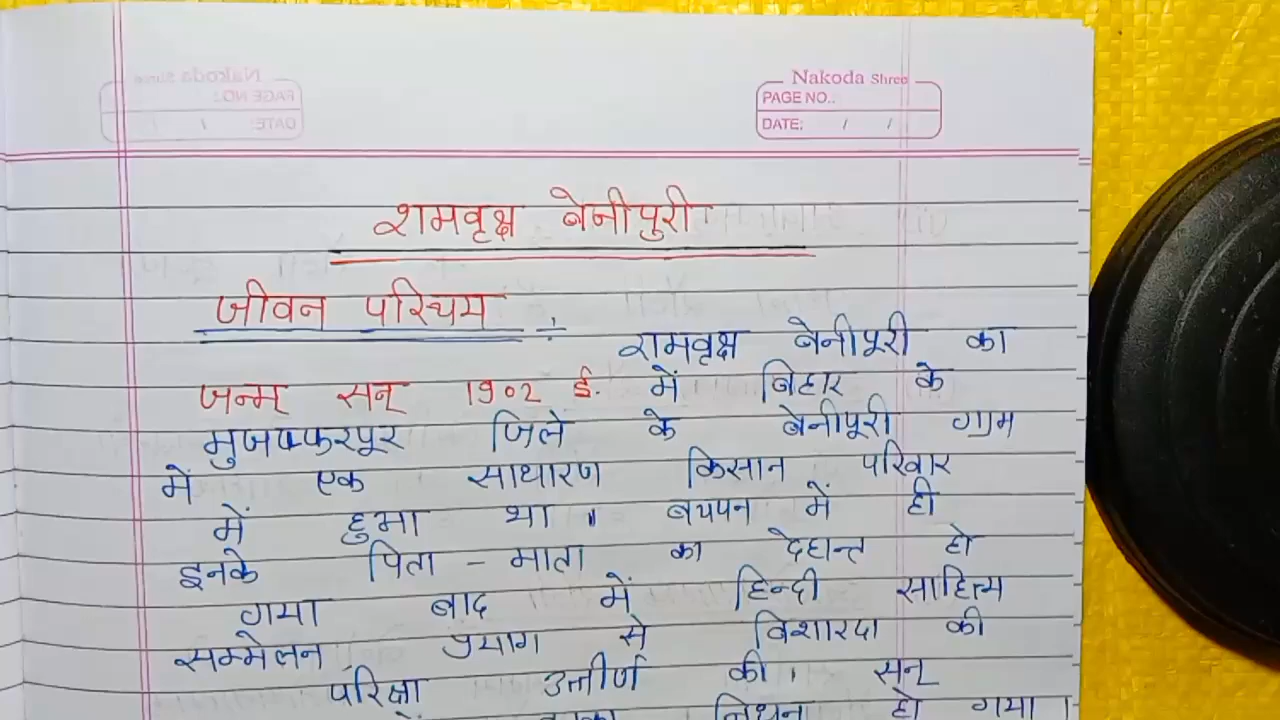 Nakoda Shree
PAGE NO..
DATE: / /
रामवृक्ष बेनीपुरी
जीवन परिचय :
रामवृक्ष बेनीपूरी का
जन्म् सन् 1902 ई. में बिहार के
मुजफ्फरपूर जिले के बेनीपूरी गाम
में एक साधारण किसान परिवार
में हुआ था। बचपन में ही
इनके पिता - माता का देहान्त हो
गया बाद में हिन्दी साहित्य
सम्मेलन प्रयाग से विशारदा की
परिक्षा उत्तीर्ण की। सन्
निधन हो गया।